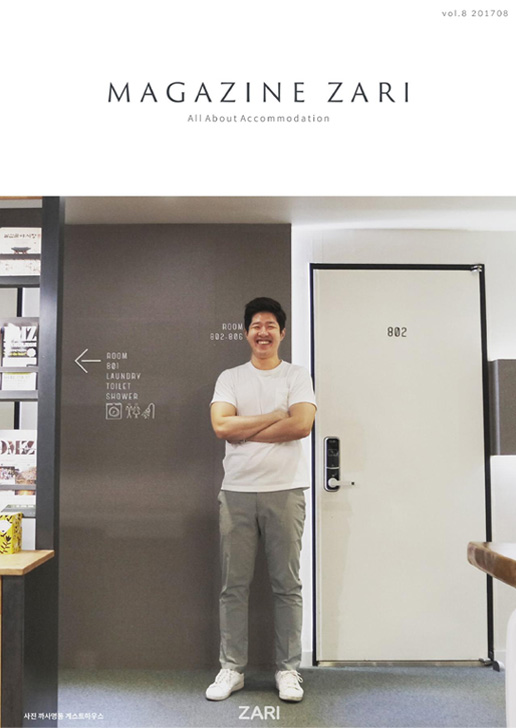 vol.8 201708
MAGAZINE ZARI
All About Accommodation
ROOM
802-806
ROOM
801
LAUNDRY
TOILET
SHOWER
802
사진 까사명동 게스트하우스
ZARI